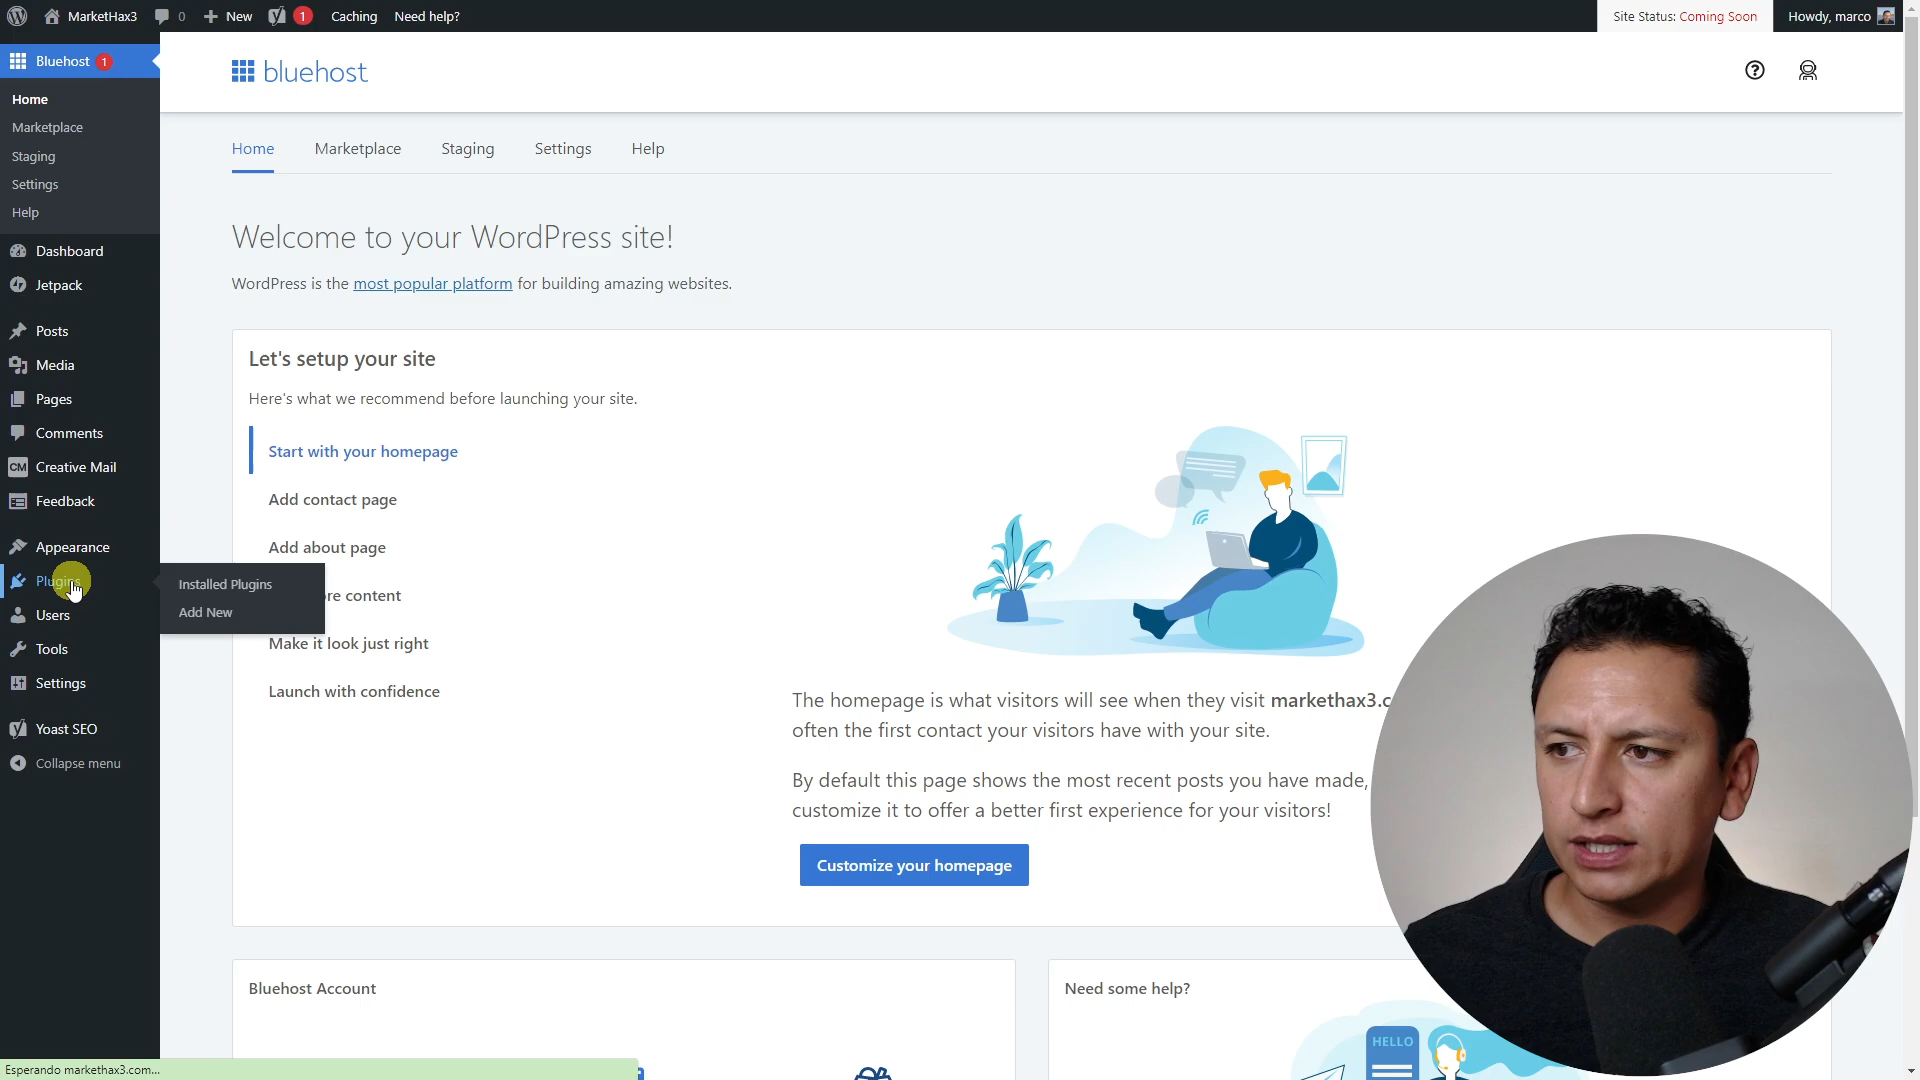 MarketHax3
0
New
1
Caching
Need help?
Site Status: Coming Soon
Howdy, marco
Bluehost 1
Home
Marketplace
Staging
Settings
Help
Dashboard
Jetpack
Posts
Media
Pages
Comments
CM Creative Mail
Feedback
Appearance
Plugins
Installed Plugins
Add New
Users
Tools
Settings
Yoast SEO
Collapse menu
bluehost
Home
Marketplace
Staging
Settings
Help
Welcome to your WordPress site!
WordPress is the most popular platform for building amazing websites.
Let's setup your site
Here's what we recommend before launching your site.
Start with your homepage
Add contact page
Add about page
content
Make it look just right
Launch with confidence
The homepage is what visitors will see when they visit markethax3.c
often the first contact your visitors have with your site.
By default this page shows the most recent posts you have made,
customize it to offer a better first experience for your visitors!
Customize your homepage
Bluehost Account
Need some help?
HELLO
Esperando markethax3.com...